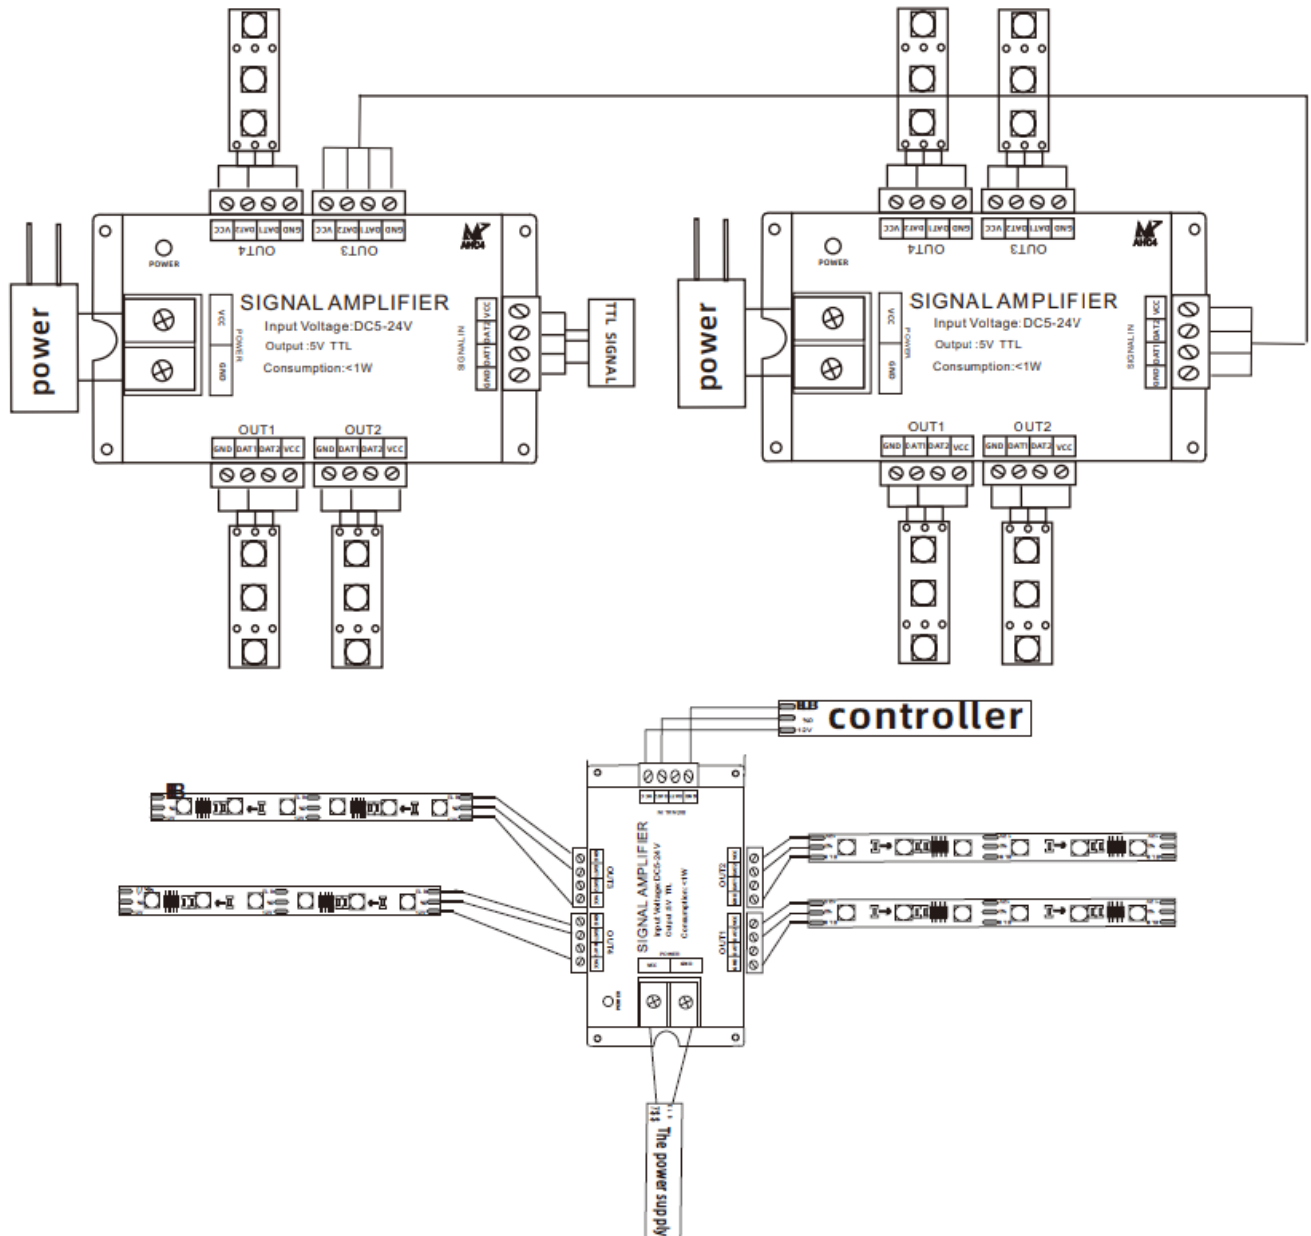 VCC DAT2 DAT1 GND
OUT4
VCC DAT2 DAT1 GND
OUT3
AHC4
POWER
power
VCC
GND
POWER
SIGNAL AMPLIFIER
Input Voltage:DC5-24V
Output :5V TTL
Consumption:<1W
SIGNALIN
VCC
DAT2
DAT1
GND
TTL SIGNAL
OUT1
GND DAT1 DAT2 VCC
OUT2
GND DAT1 DAT2 VCC
VCC DAT2 DAT1 GND
OUT4
VCC DAT2 DAT1 GND
OUT3
AHC4
POWER
power
VCC
GND
POWER
SIGNAL AMPLIFIER
Input Voltage:DC5-24V
Output :5V TTL
Consumption:<1W
SIGNALIN
VCC
DAT2
DAT1
GND
OUT1
GND DAT1 DAT2 VCC
OUT2
GND DAT1 DAT2 VCC
controller
OUT3
OUT4
SIGNAL AMPLIFIER
Input Voltage:DC5-24V
Output :5V TTL
Consumption:<1W
OUT2
OUT1
POWER
VCC
GND
POWER
The power supply